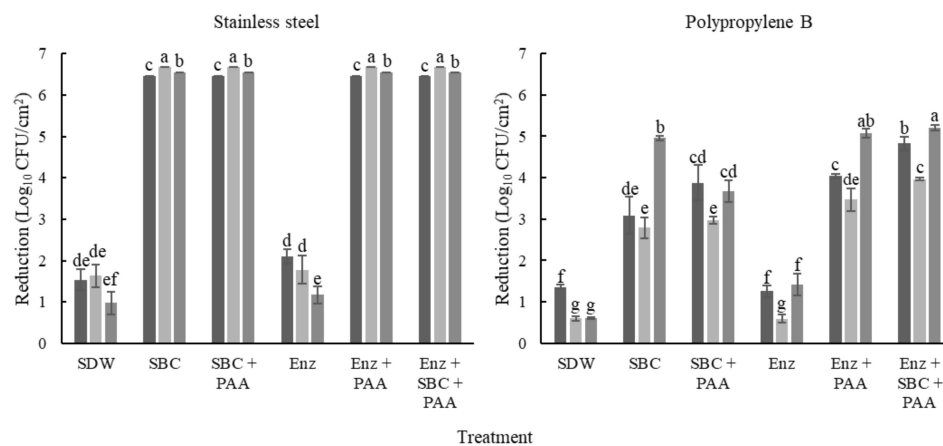 Stainless steel
Reduction (Log10 CFU/cm²)
7
6
5
4
3
2
1
0
de de ef
c a b
c a b
d d e
c a b
c a b
SDW SBC SBC + PAA Enz Enz + PAA Enz + SBC + PAA
Polypropylene B
Reduction (Log10 CFU/cm²)
7
6
5
4
3
2
1
0
f g g
de e b
cd e cd
f g f
c de ab
b c a
SDW SBC SBC + PAA Enz Enz + PAA Enz + SBC + PAA
Treatment